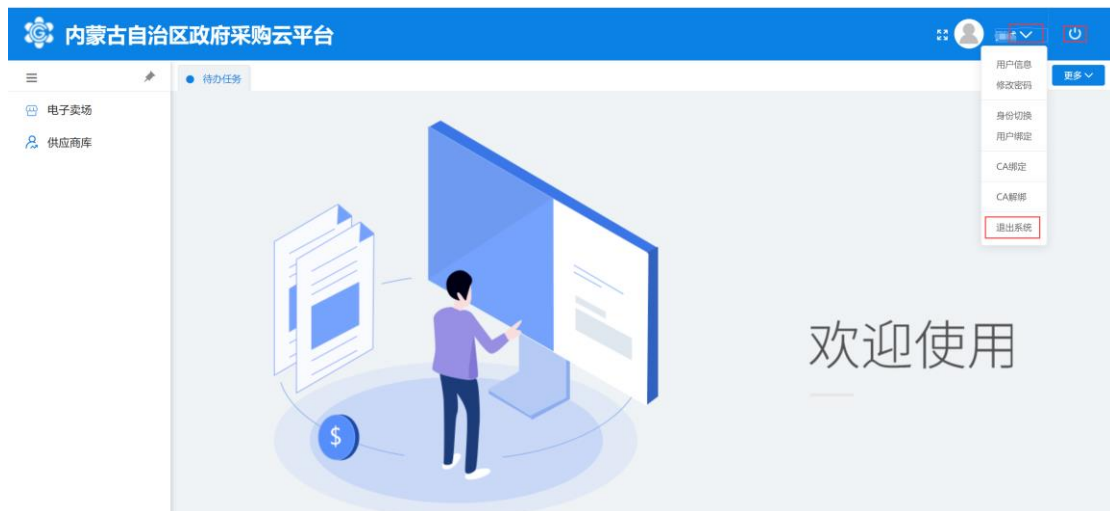 内蒙古自治区政府采购云平台
待办任务
更多
电子卖场
供应商库
用户信息
修改密码
身份切换
用户绑定
CA绑定
CA解绑
退出系统
欢迎使用
$